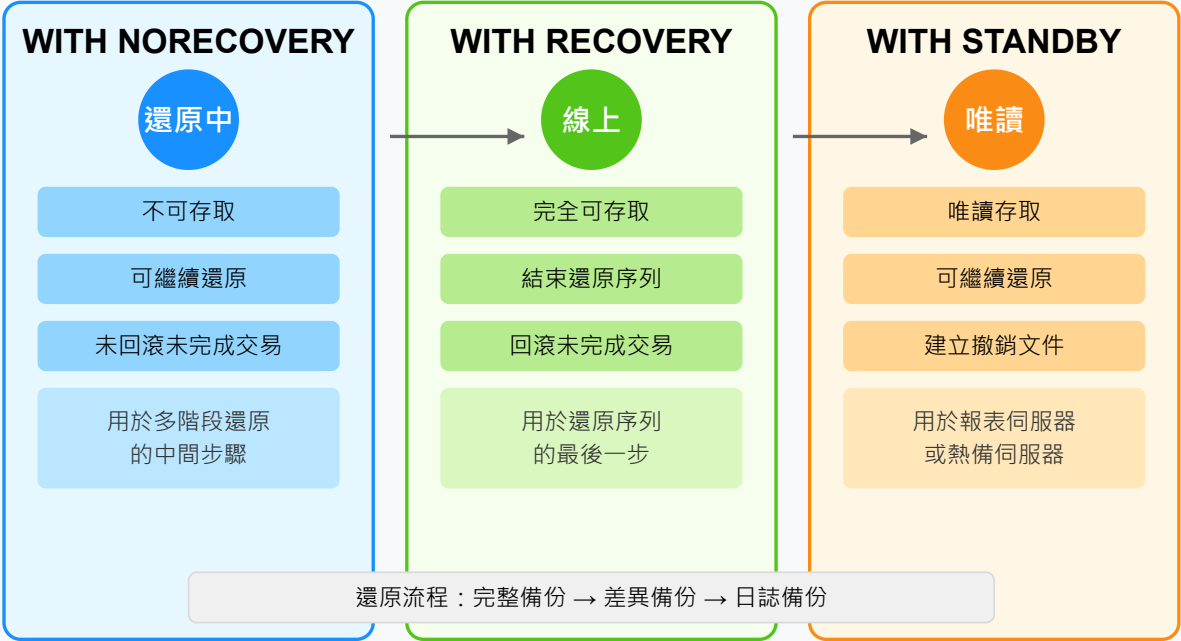 WITH NORECOVERY
還原中
不可存取
可繼續還原
未回滾未完成交易
用於多階段還原
的中間步驟
WITH RECOVERY
線上
完全可存取
結束還原序列
回滾未完成交易
用於還原序列
的最後一步
WITH STANDBY
唯讀
唯讀存取
可繼續還原
建立撤銷文件
用於報表伺服器
或熱備伺服器
還原流程：完整備份 → 差異備份 → 日誌備份